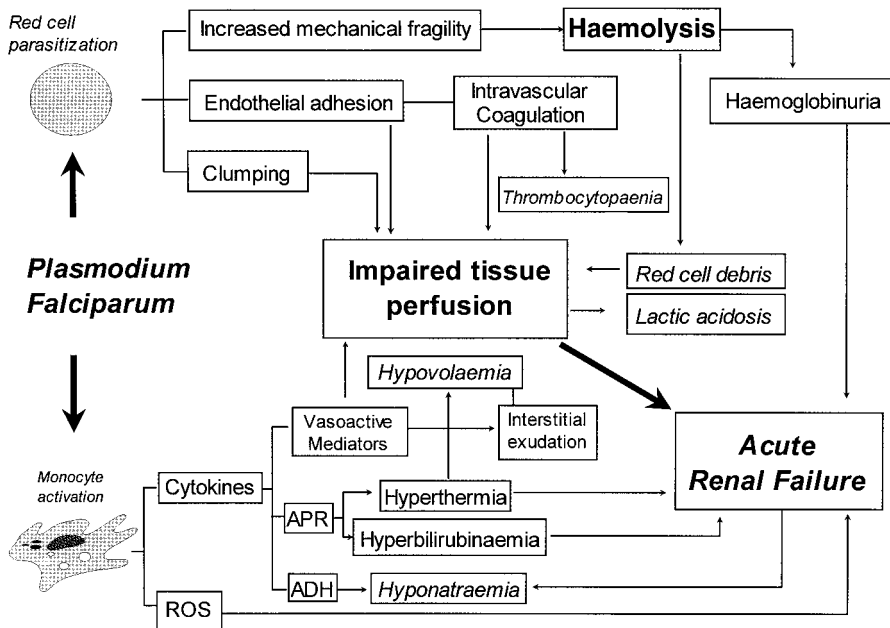 Red cell
parasitization
Increased mechanical fragility
Haemolysis
Endothelial adhesion
Intravascular
Coagulation
Haemoglobinuria
Clumping
Thrombocytopaenia
Plasmodium
Falciparum
Impaired tissue
perfusion
Red cell debris
Lactic acidosis
Hypovolaemia
Vasoactive
Mediators
Interstitial
exudation
Acute
Renal Failure
Monocyte
activation
Cytokines
APR
Hyperthermia
Hyperbilirubinaemia
ADH
Hyponatraemia
ROS